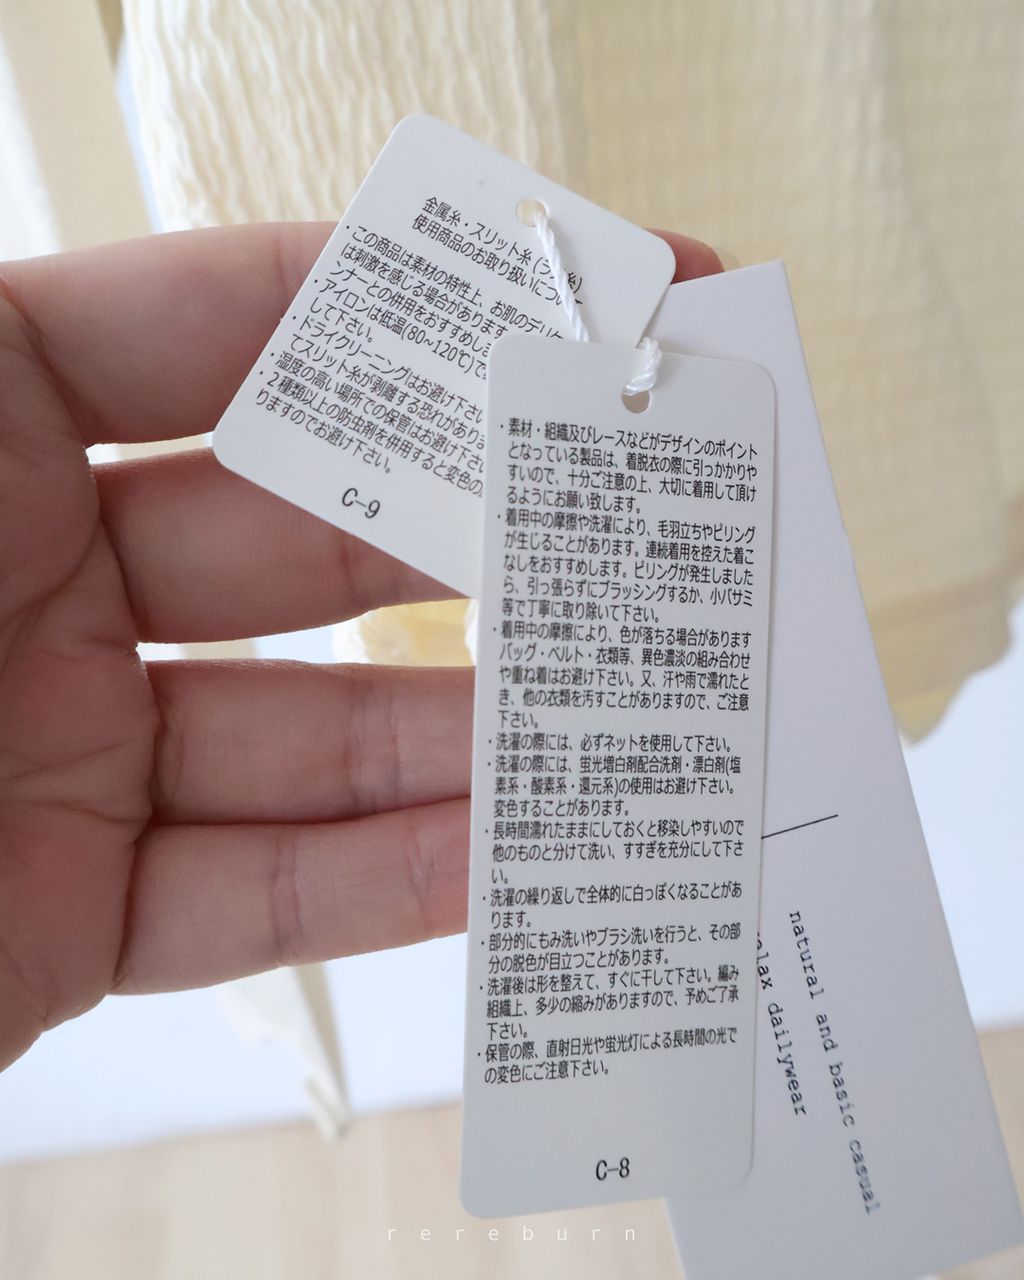 金属糸・スリット糸
使用商品のお取り扱いについて
・この商品は素材の特性上、お肌のデリケ
は刺激を感じる場合があります
ンナーとの併用をおすすめしま
・アイロンは低温(80~120℃)で
して下さい。
・ドライクリーニングはお避け下さい
てスリット糸が剥離する恐れがありま
・湿度の高い場所での保管はお避け下さい
・2種類以上の防虫剤を併用すると変色の
りますのでお避け下さい。
C-9
・素材・組織及びレースなどがデザインのポイント
となっている製品は、着脱衣の際に引っかかりや
すいので、十分ご注意の上、大切に着用して頂け
るようにお願い致します。
・着用中の摩擦や洗濯により、毛羽立ちやピリング
が生じることがあります。連続着用を控えた着こ
なしをおすすめします。ピリングが発生しました
ら、引っ張らずにブラッシングするか、小バサミ
等で丁寧に取り除いて下さい。
・着用中の摩擦により、色が落ちる場合があります
バッグ・ベルト・衣類等、異色濃淡の組み合わせ
や重ね着はお避け下さい。又、汗や雨で濡れたと
き、他の衣類を汚すことがありますので、ご注意
下さい。
・洗濯の際には、必ずネットを使用して下さい。
・洗濯の際には、蛍光増白剤配合洗剤・漂白剤(塩
素系・酸素系・還元系)の使用はお避け下さい。
変色することがあります。
・長時間濡れたままにしておくと移染しやすいので
他のものと分けて洗い、すすぎを充分にして下さ
い。
・洗濯の繰り返しで全体的に白っぽくなることがあ
ります。
・部分的にもみ洗いやブラシ洗いを行うと、その部
分の脱色が目立つことがあります。
・洗濯後は形を整えて、すぐに干して下さい。編み
組織上、多少の縮みがありますので、予めご了承
下さい。
・保管の際、直射日光や蛍光灯による長時間の光で
の変色にご注意下さい。
C-8
natural and basic casual
elax dailywear
rereburn